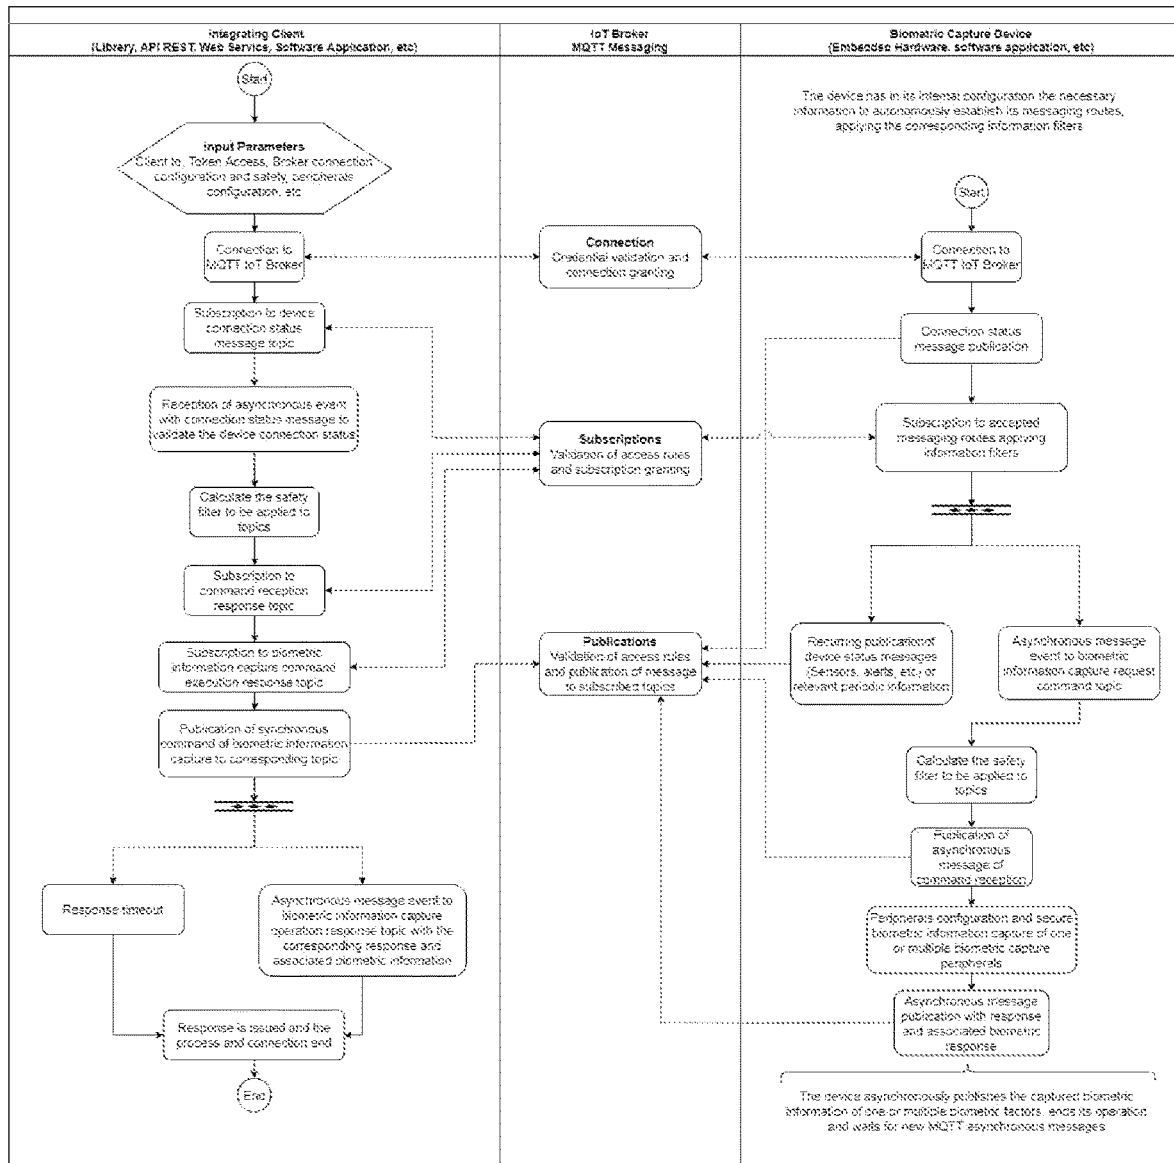 Integrating Client
(Library, API REST, Web Service, Software Application, etc)
IoT Broker
MQTT Messaging
Biometric Capture Device
(Embedded Hardware, software application, etc)
Start
Input Parameters
Client Id, Token Access, Broker connection
configuration and safety, peripherals
configuration, etc
Connection to
MQTT IoT Broker
Subscription to device
connection status
message topic
Reception of asynchronous event
with connection status message to
validate the device connection status
Calculate the safety
filter to be applied to
topics
Subscription to
command reception
response topic
Subscription to biometric
information capture command
execution response topic
Publication of synchronous
command of biometric information
capture to corresponding topic
Response timeout
Asynchronous message event to
biometric information capture
operation response topic with the
corresponding response and
associated biometric information
Response is issued and the
process and connection end
End
Connection
Credential validation and
connection granting
Subscriptions
Validation of access rules
and subscription granting
Publications
Validation of access rules
and publication of message
to subscribed topics
The device has in its internal configuration the necessary
information to autonomously establish its messaging routes,
applying the corresponding information filters
Start
Connection to
MQTT IoT Broker
Connection status
message publication
Subscription to accepted
messaging routes applying
information filters
Recurring publication of
device status messages
(Sensors, alerts, etc) or
relevant periodic information
Asynchronous message
event to biometric
information capture request
command topic
Calculate the safety
filter to be applied to
topics
Publication of
asynchronous
message of
command reception
Peripherals configuration and secure
biometric information capture of one
or multiple biometric capture
peripherals
Asynchronous message
publication with response
and associated biometric
response
The device asynchronously publishes the captured biometric
information of one or multiple biometric factors, ends its operation
and waits for new MQTT asynchronous messages